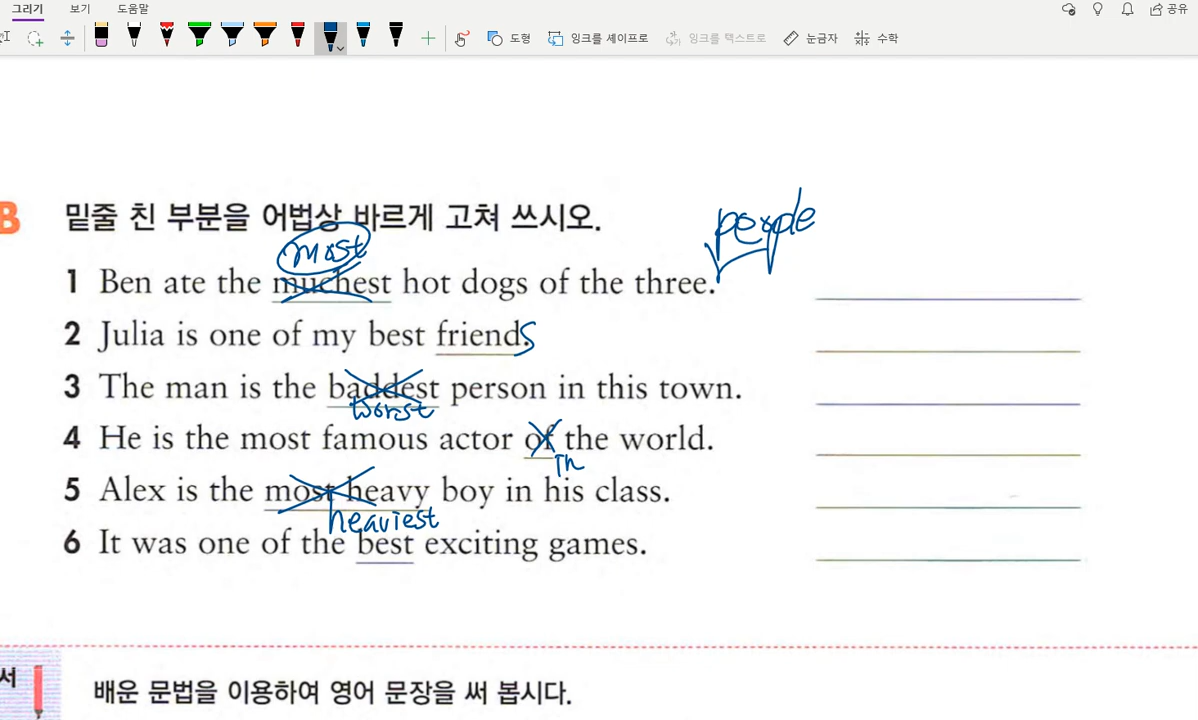 그리기 보기 도움말 공유
도형 잉크를 셰이프로 잉크를 텍스트로 눈금자 수학
B 밑줄 친 부분을 어법상 바르게 고쳐 쓰시오.
people
most
1 Ben ate the muchest hot dogs of the three.
2 Julia is one of my best friends
3 The man is the baddest person in this town.
worst
4 He is the most famous actor of the world.
in
5 Alex is the most heavy boy in his class.
heaviest
6 It was one of the best exciting games.
서 배운 문법을 이용하여 영어 문장을 써 봅시다.